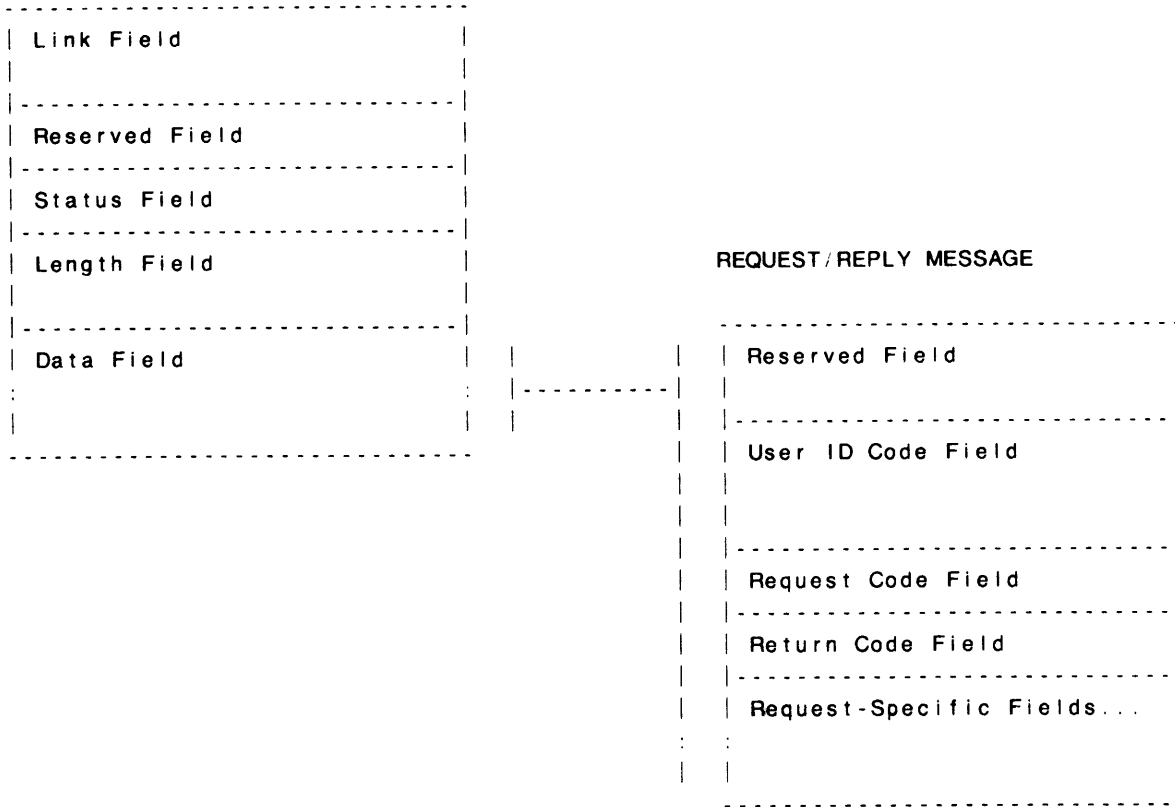 Link Field
Reserved Field
Status Field
Length Field
Data Field
REQUEST/REPLY MESSAGE
Reserved Field
User ID Code Field
Request Code Field
Return Code Field
Request-Specific Fields...